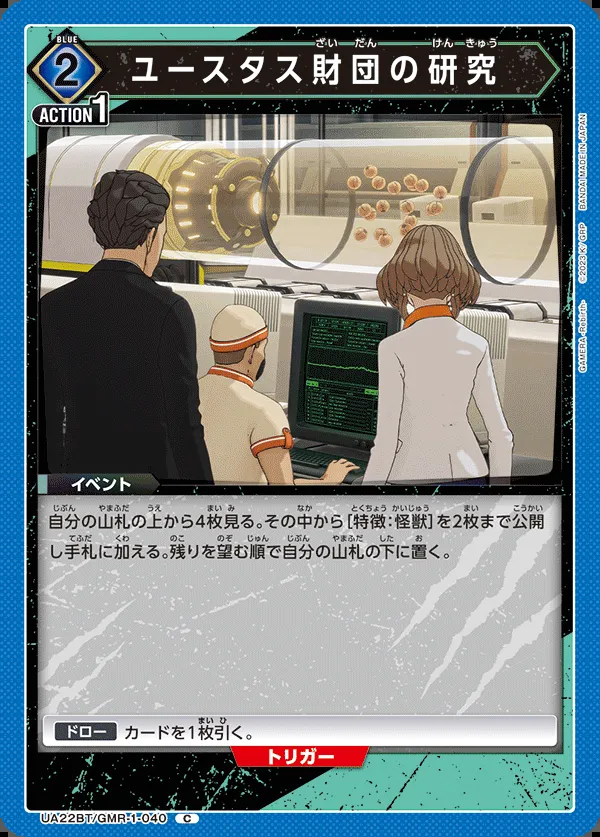 BLUE
2
ACTION 1
ざい だん けん きゅう
ユースタス財団の研究
©2023 K / GRP BANDAI MADE IN JAPAN
GAMERA -Rebirth-
イベント
じぶん やまふだ うえ まい み なか とくちょう かいじゅう まい こうかい
自分の山札の上から4枚見る。その中から[特徴:怪獣]を2枚まで公開
てふだ くわ のこ のぞ じゅん じぶん やまふだ した お
し手札に加える。残りを望む順で自分の山札の下に置く。
まい ひ
ドロー カードを1枚引く。
トリガー
UA22BT/GMR-1-040 C